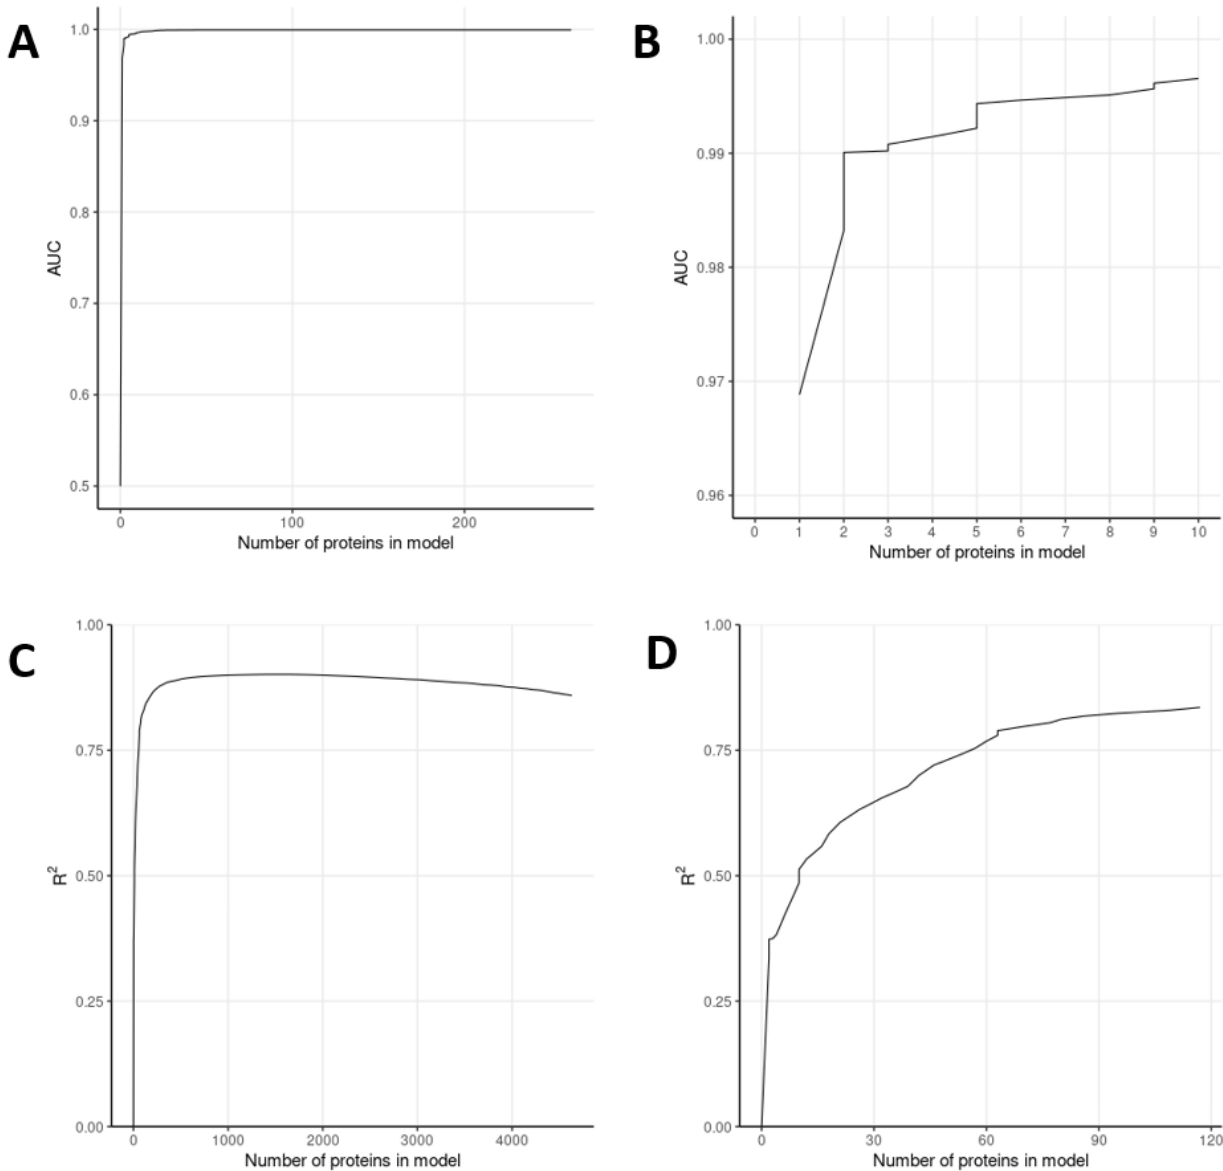 A
1.0
0.9
0.8
0.7
0.6
0.5
AUC
0
100
200
Number of proteins in model
B
1.00
0.99
0.98
0.97
0.96
AUC
0 1 2 3 4 5 6 7 8 9 10
Number of proteins in model
C
1.00
0.75
0.50
0.25
0.00
R²
0 1000 2000 3000 4000
Number of proteins in model
D
1.00
0.75
0.50
0.25
0.00
R²
0 30 60 90 120
Number of proteins in model